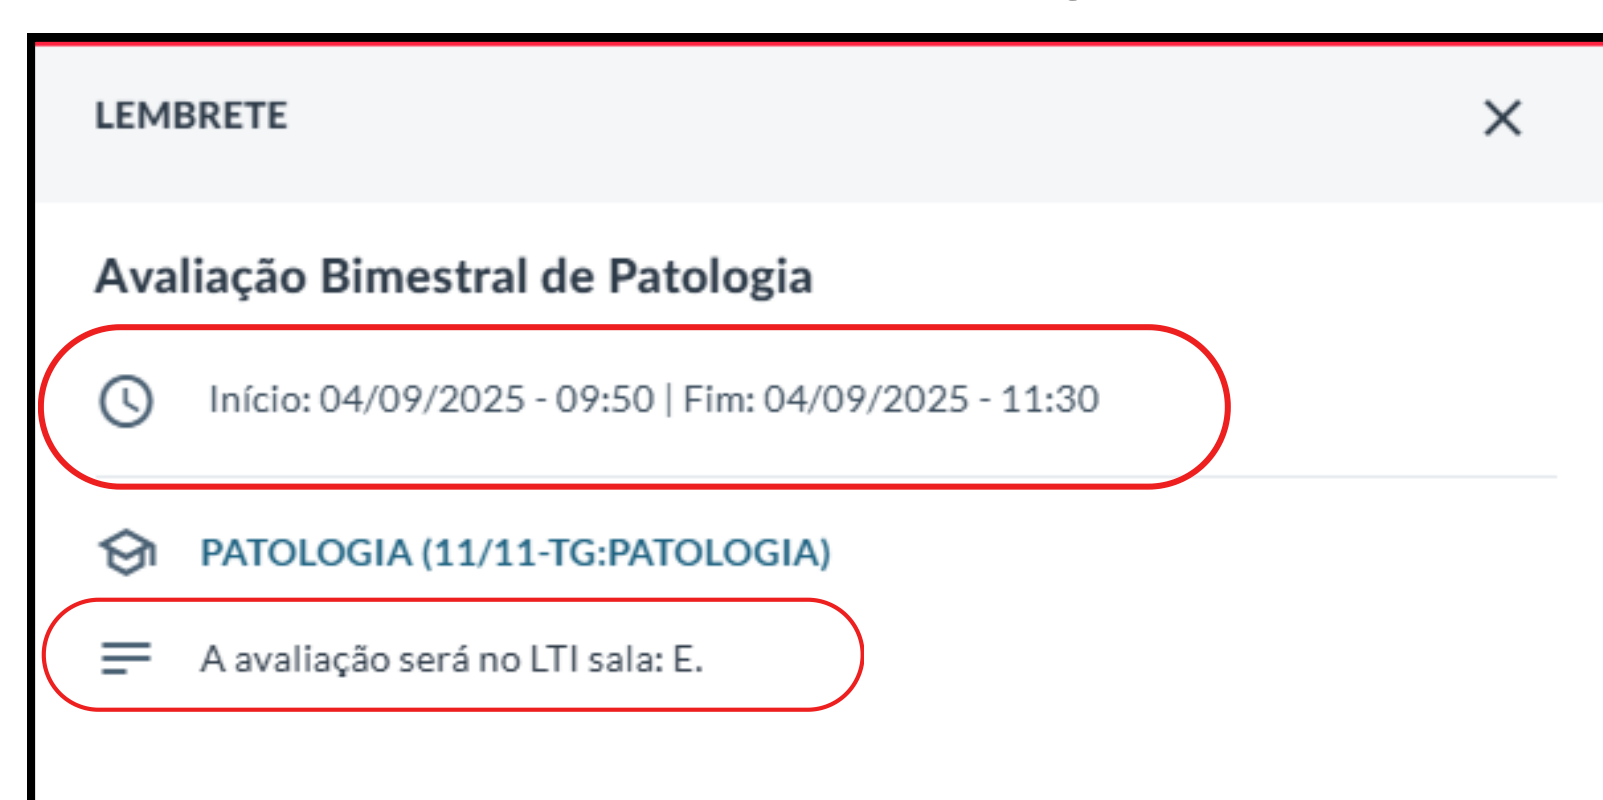 LEMBRETE
Avaliação Bimestral de Patologia
Início: 04/09/2025 - 09:50 | Fim: 04/09/2025 - 11:30
PATOLOGIA (11/11-TG:PATOLOGIA)
A avaliação será no LTI sala: E.